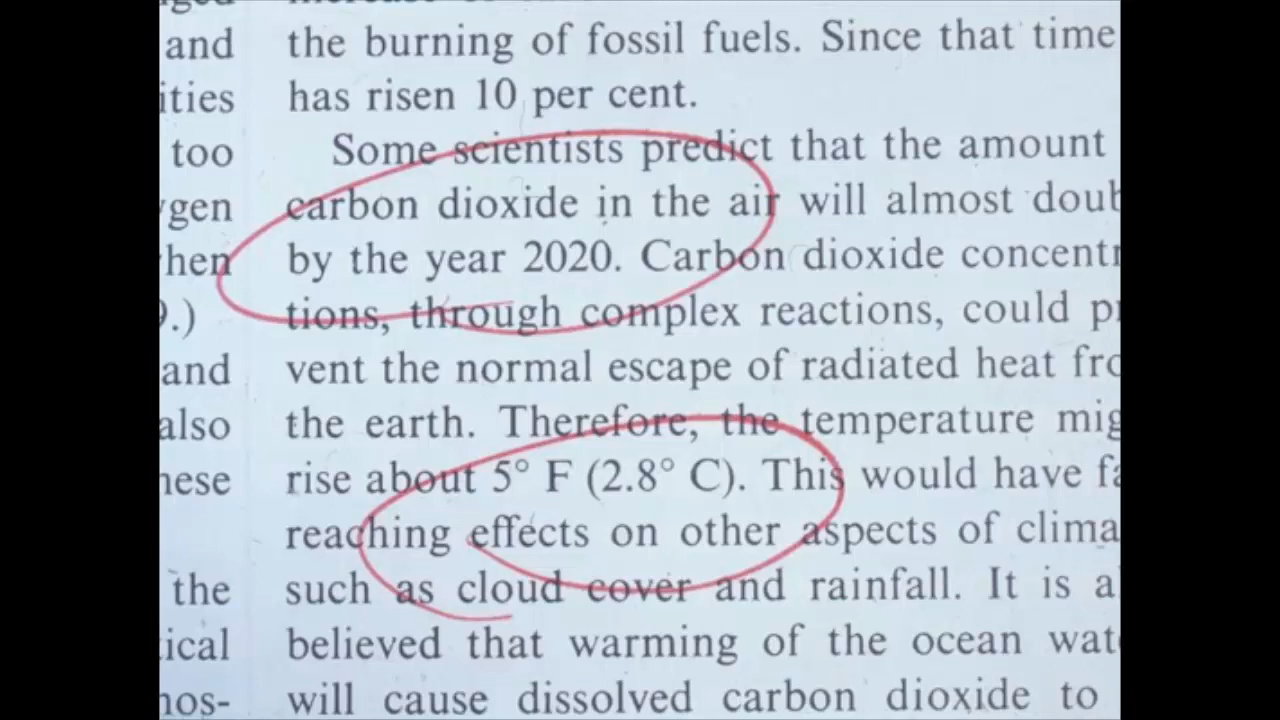 and
ities
too
gen
hen
.)
and
also
the
ical
nos-
the burning of fossil fuels. Since that time
has risen 10 per cent.
Some scientists predict that the amount
carbon dioxide in the air will almost doub
by the year 2020. Carbon dioxide concentr
tions, through complex reactions, could pr
vent the normal escape of radiated heat fro
the earth. Therefore, the temperature mig
rise about 5° F (2.8° C). This would have fa
reaching effects on other aspects of clima
such as cloud cover and rainfall. It is a
believed that warming of the ocean wat
will cause dissolved carbon dioxide to